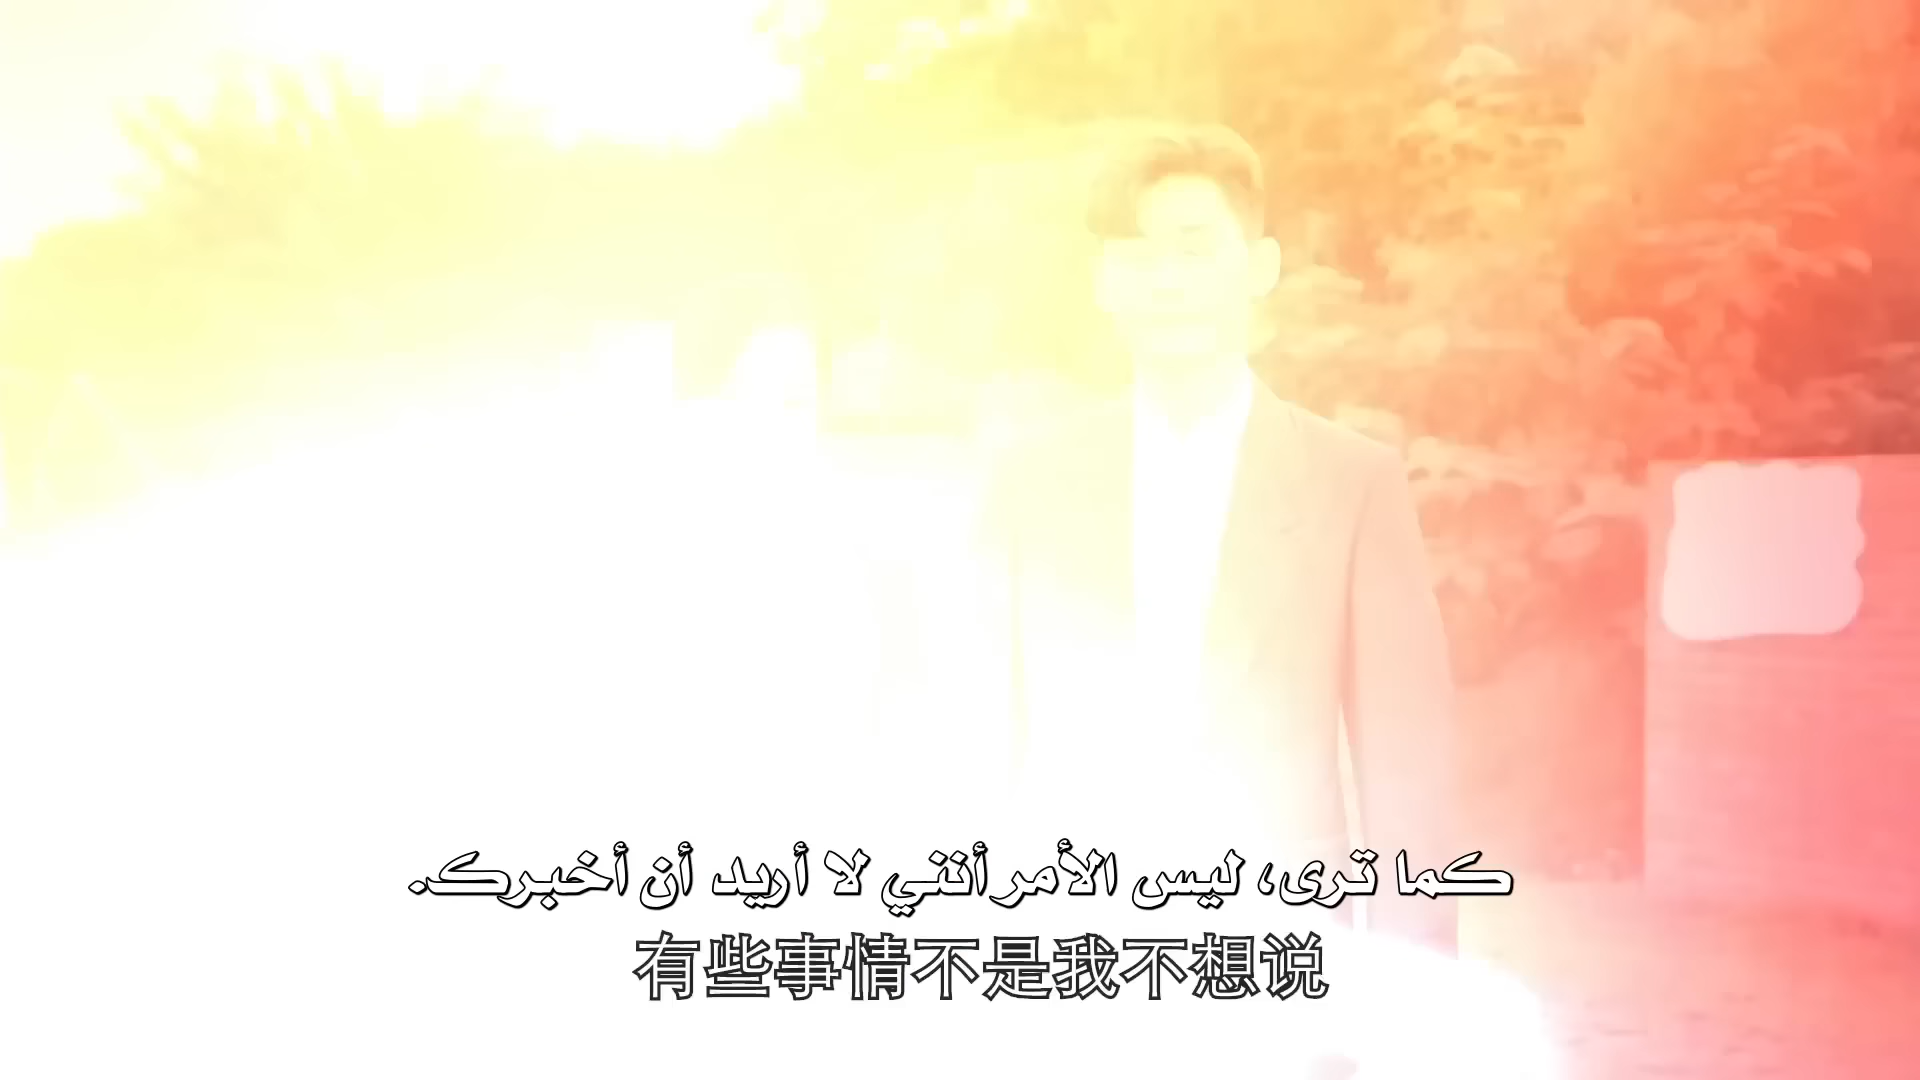 كما ترى، ليس الأمر أنني لا أريد أن أخبرك.
有些事情不是我不想说